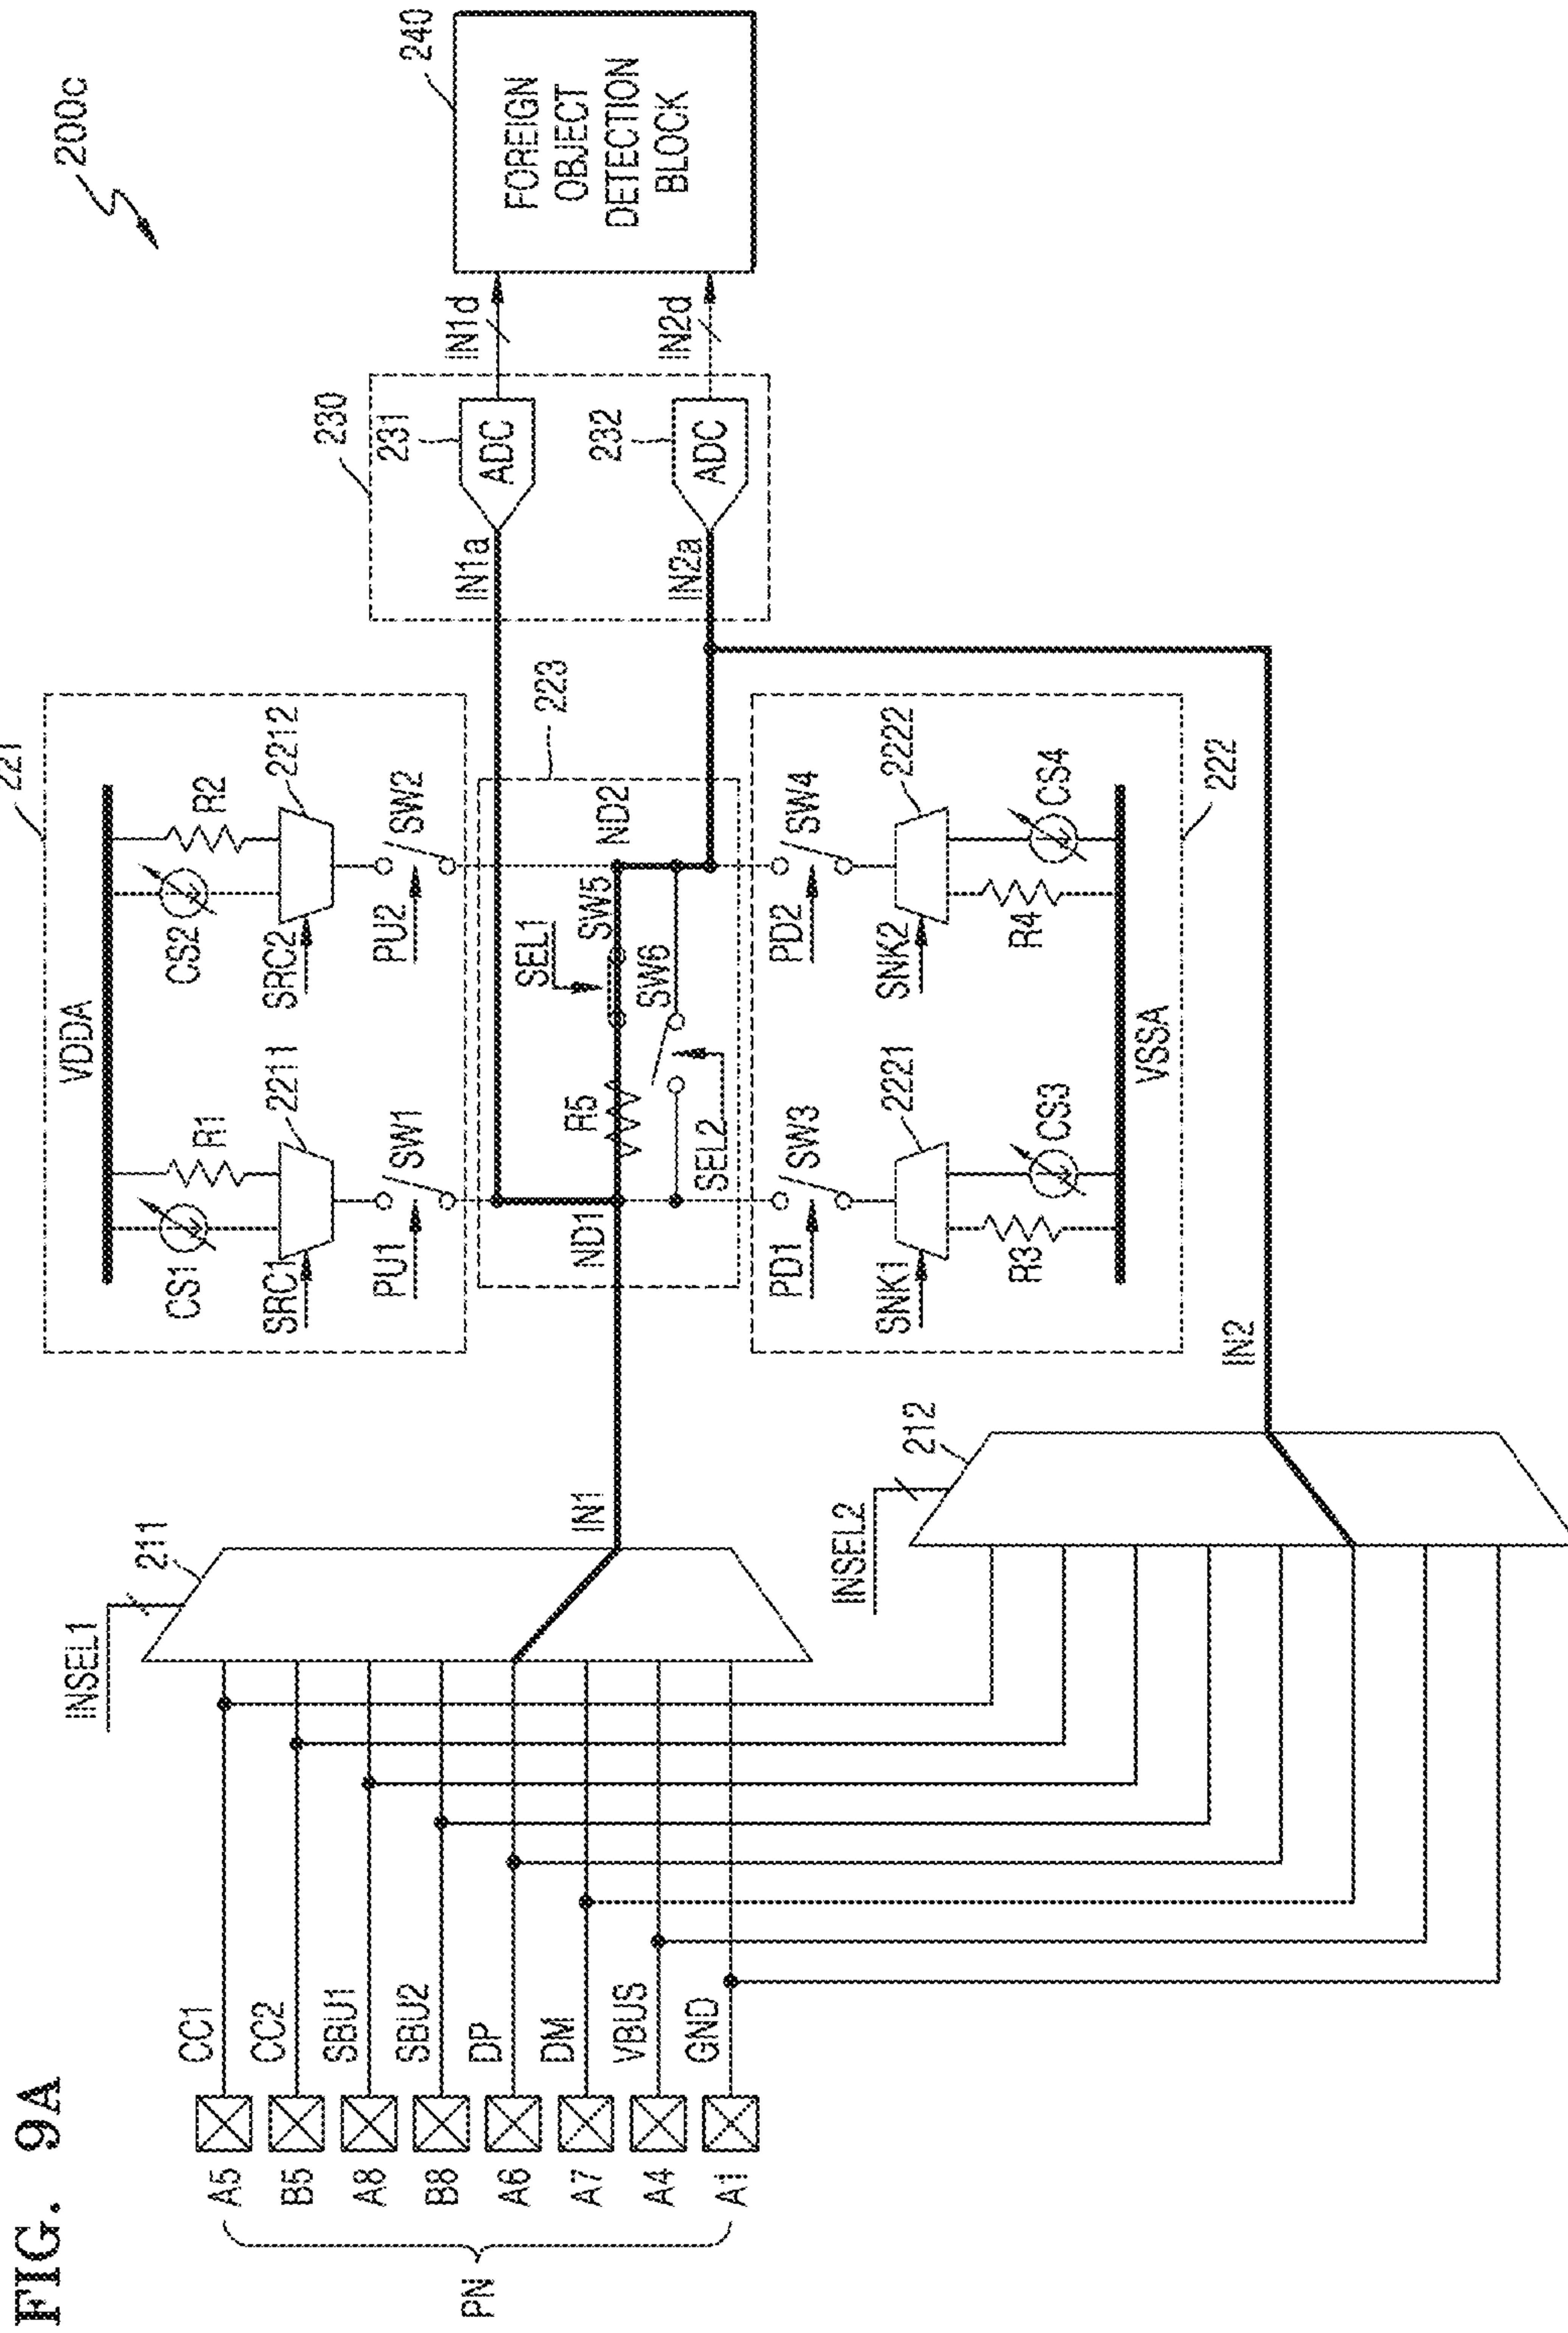 FIG. 9A
200c
PN
A5
B5
A8
B8
A6
A7
A4
A1
CC1
CC2
SBU1
SBU2
DP
DM
VBUS
GND
INSEL1
211
IN1
INSEL2
212
IN2
221
VDDA
CS1
R1
CS2
R2
SRC1
2211
SRC2
2212
PU1
SW1
PU2
SW2
223
ND1
R5
SEL1
SW5
ND2
SW6
SEL2
PD1
SW3
PD2
SW4
SNK1
2221
SNK2
2222
R3
CS3
R4
CS4
VSSA
222
230
IN1a
231
ADC
IN1d
IN2a
232
ADC
IN2d
240
FOREIGN
OBJECT
DETECTION
BLOCK